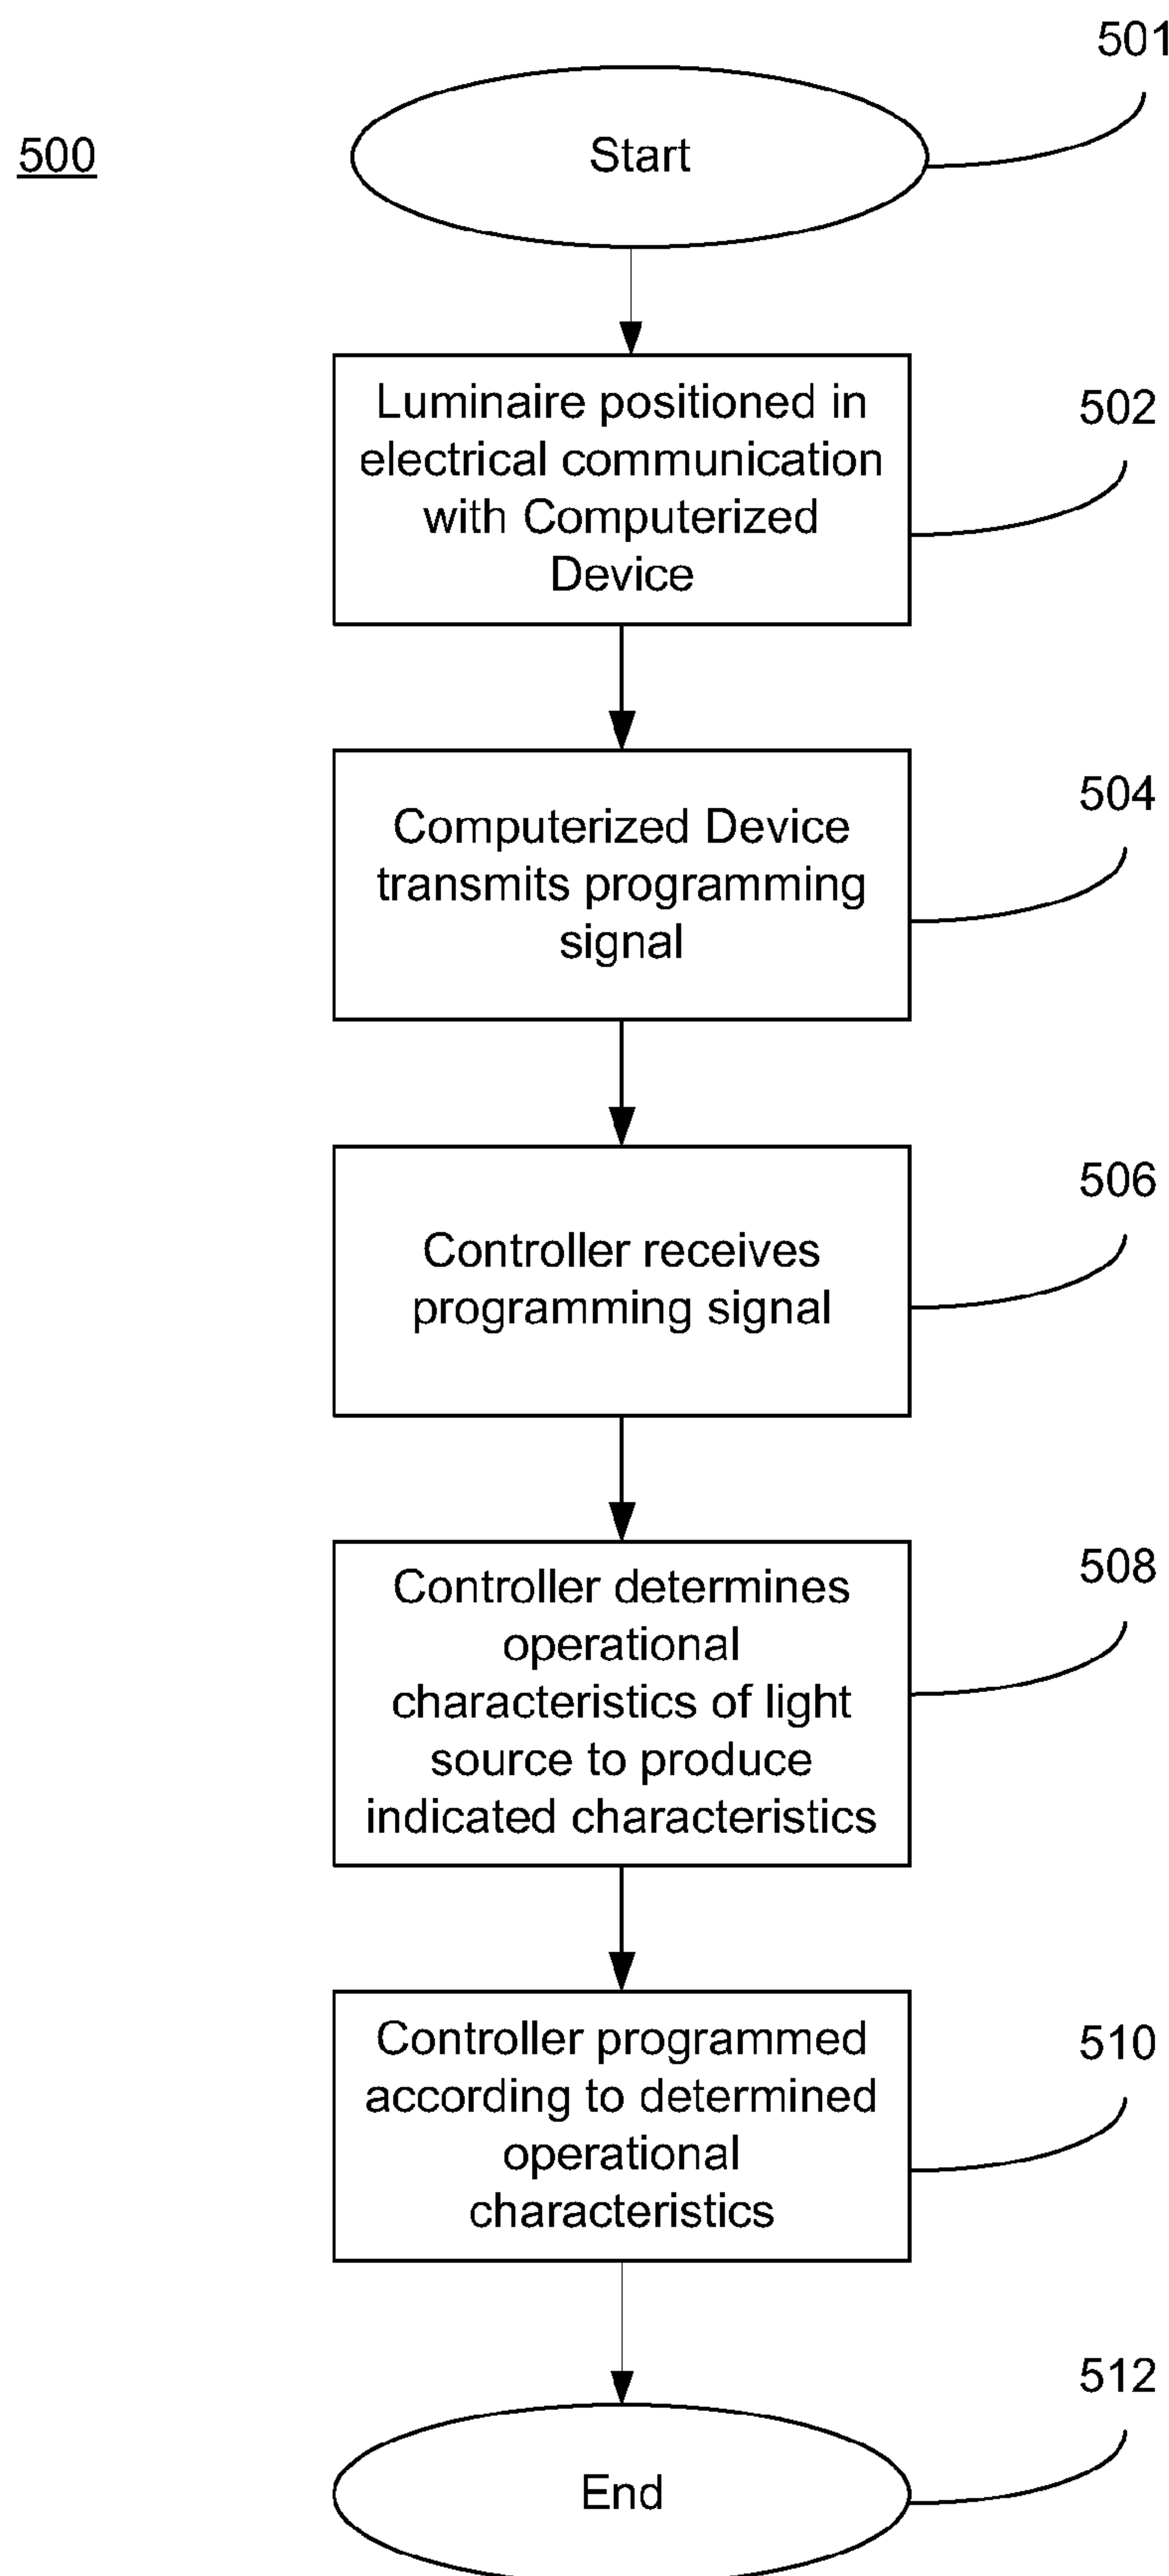 501
500
Start
Luminaire positioned in
electrical communication
with Computerized
Device
502
Computerized Device
transmits programming
signal
504
Controller receives
programming signal
506
Controller determines
operational
characteristics of light
source to produce
indicated characteristics
508
Controller programmed
according to determined
operational
characteristics
510
End
512